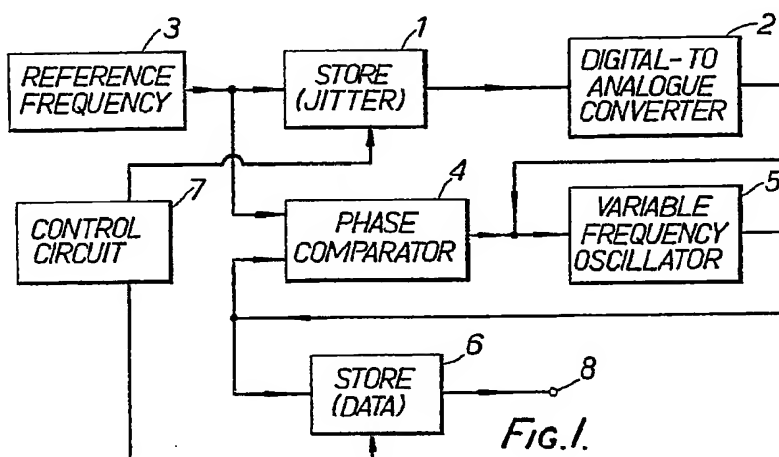 3
REFERENCE
FREQUENCY
1
STORE
(JITTER)
2
DIGITAL-TO
ANALOGUE
CONVERTER
7
CONTROL
CIRCUIT
4
PHASE
COMPARATOR
5
VARIABLE
FREQUENCY
OSCILLATOR
6
STORE
(DATA)
8
FIG.1.